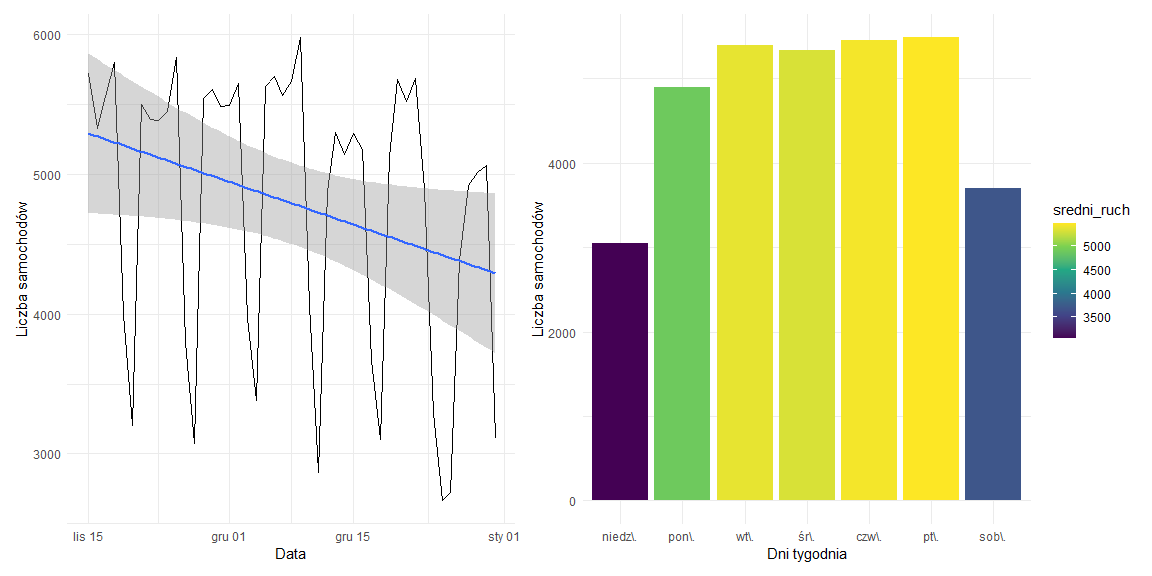 6000
5000
4000
3000
Liczba samochodów
lis 15
gru 01
gru 15
sty 01
Data
4000
2000
0
Liczba samochodów
niedz\.
pon\.
wt\.
śr\.
czw\.
pt\.
sob\.
Dni tygodnia
sredni_ruch
5000
4500
4000
3500